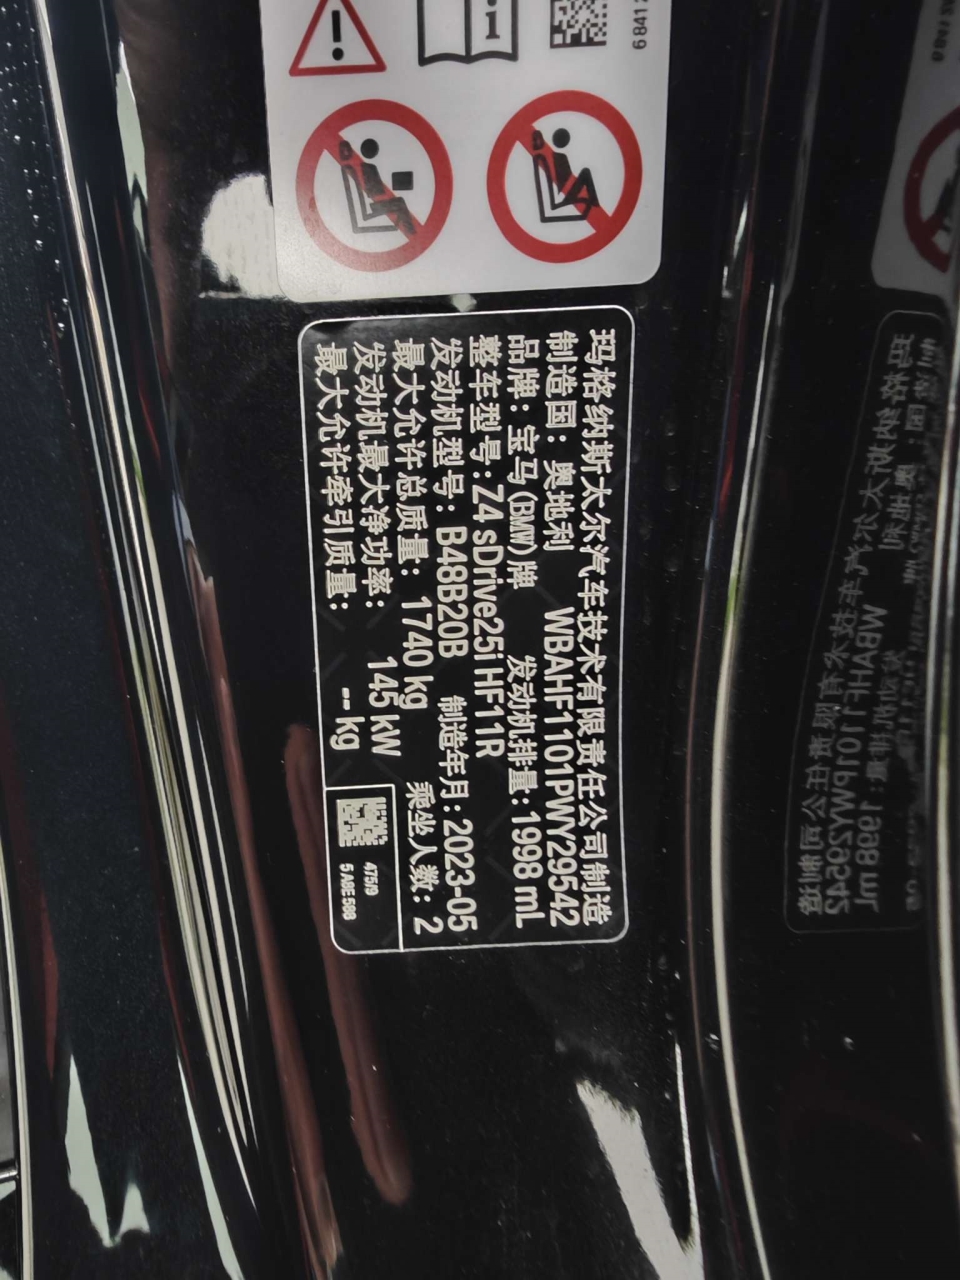 6841
玛格纳斯太尔汽车技术有限责任公司制造
制造国：奥地利 WBAHF1101PWY29542
品牌：宝马(BMW)牌 发动机排量：1998 mL
整车型号：Z4 sDrive25i HF11R
发动机型号：B48B20B 制造年月：2023-05
最大允许总质量：1740 kg 乘坐人数：2
发动机最大净功率：145 kW
最大允许牵引质量：-- kg
475/9
5A8E588